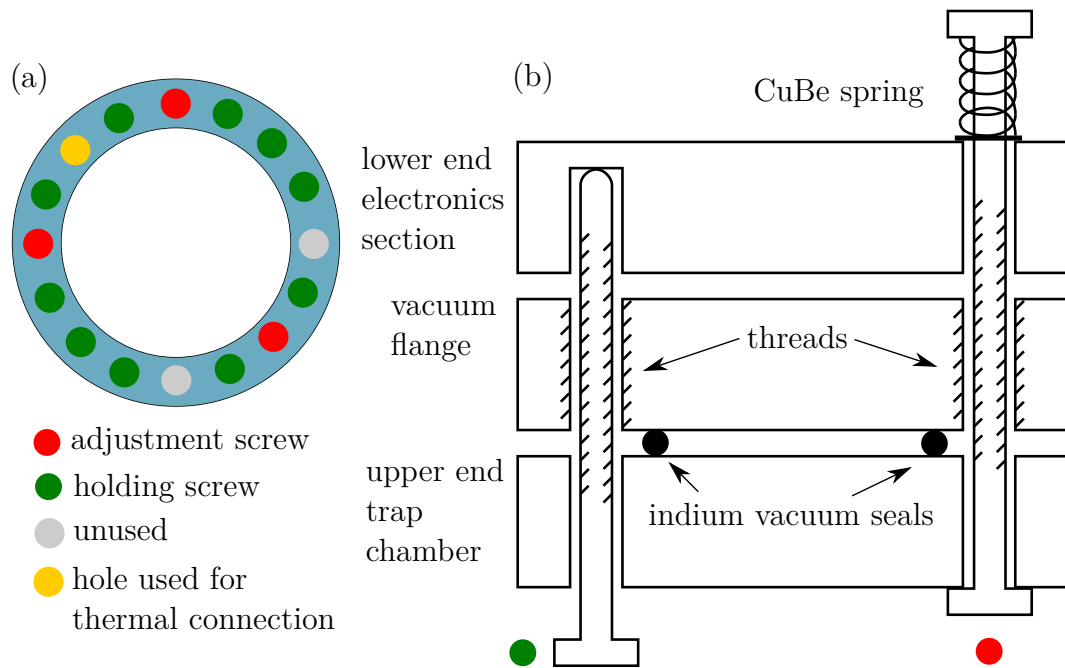 (a)
adjustment screw
holding screw
unused
hole used for
thermal connection
(b)
CuBe spring
lower end
electronics
section
vacuum
flange
threads
upper end
trap
chamber
indium vacuum seals